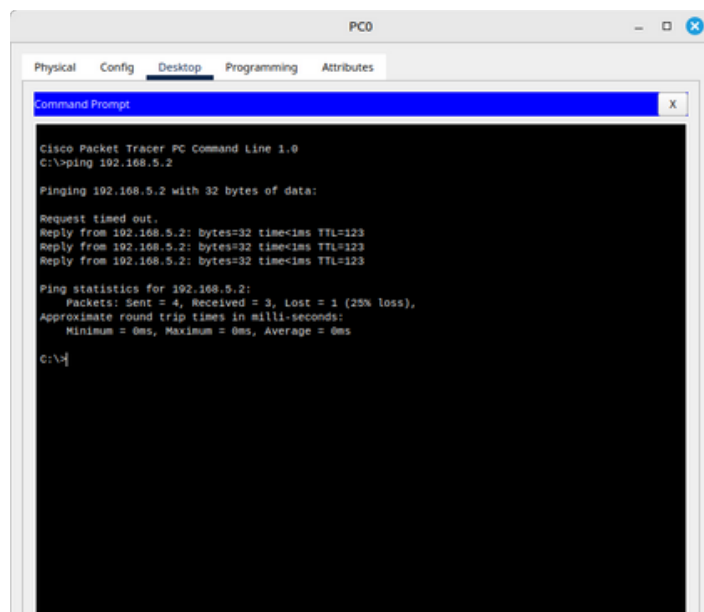 PC0
Physical Config Desktop Programming Attributes
Command Prompt X
Cisco Packet Tracer PC Command Line 1.0
C:\>ping 192.168.5.2
Pinging 192.168.5.2 with 32 bytes of data:
Request timed out.
Reply from 192.168.5.2: bytes=32 time<1ms TTL=123
Reply from 192.168.5.2: bytes=32 time<1ms TTL=123
Reply from 192.168.5.2: bytes=32 time<1ms TTL=123
Ping statistics for 192.168.5.2:
Packets: Sent = 4, Received = 3, Lost = 1 (25% loss),
Approximate round trip times in milli-seconds:
Minimum = 0ms, Maximum = 0ms, Average = 0ms
C:\>